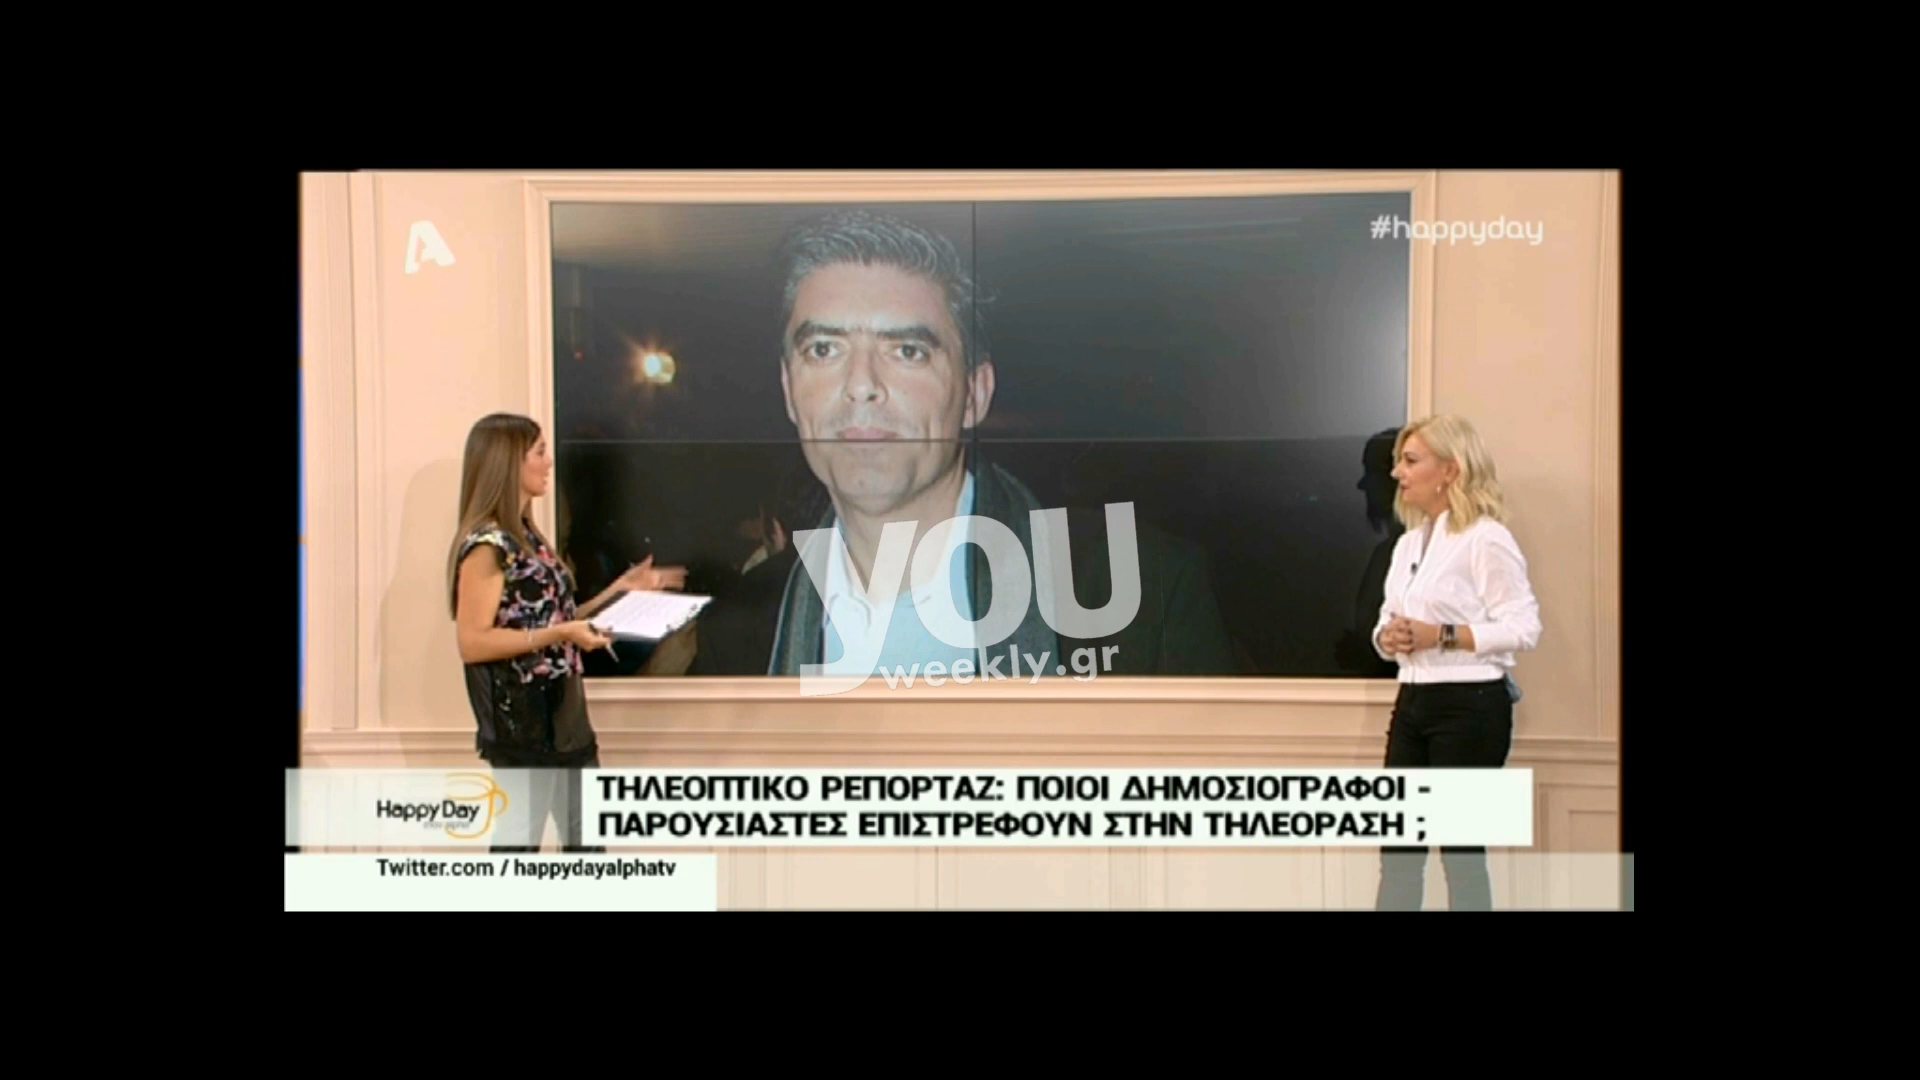 #happyday
you
weekly.gr
ΤΗΛΕΟΠΤΙΚΟ ΡΕΠΟΡΤΑΖ: ΠΟΙΟΙ ΔΗΜΟΣΙΟΓΡΑΦΟΙ -
ΠΑΡΟΥΣΙΑΣΤΕΣ ΕΠΙΣΤΡΕΦΟΥΝ ΣΤΗΝ ΤΗΛΕΟΡΑΣΗ ;
Happy Day
Twitter.com / happydayalphatv